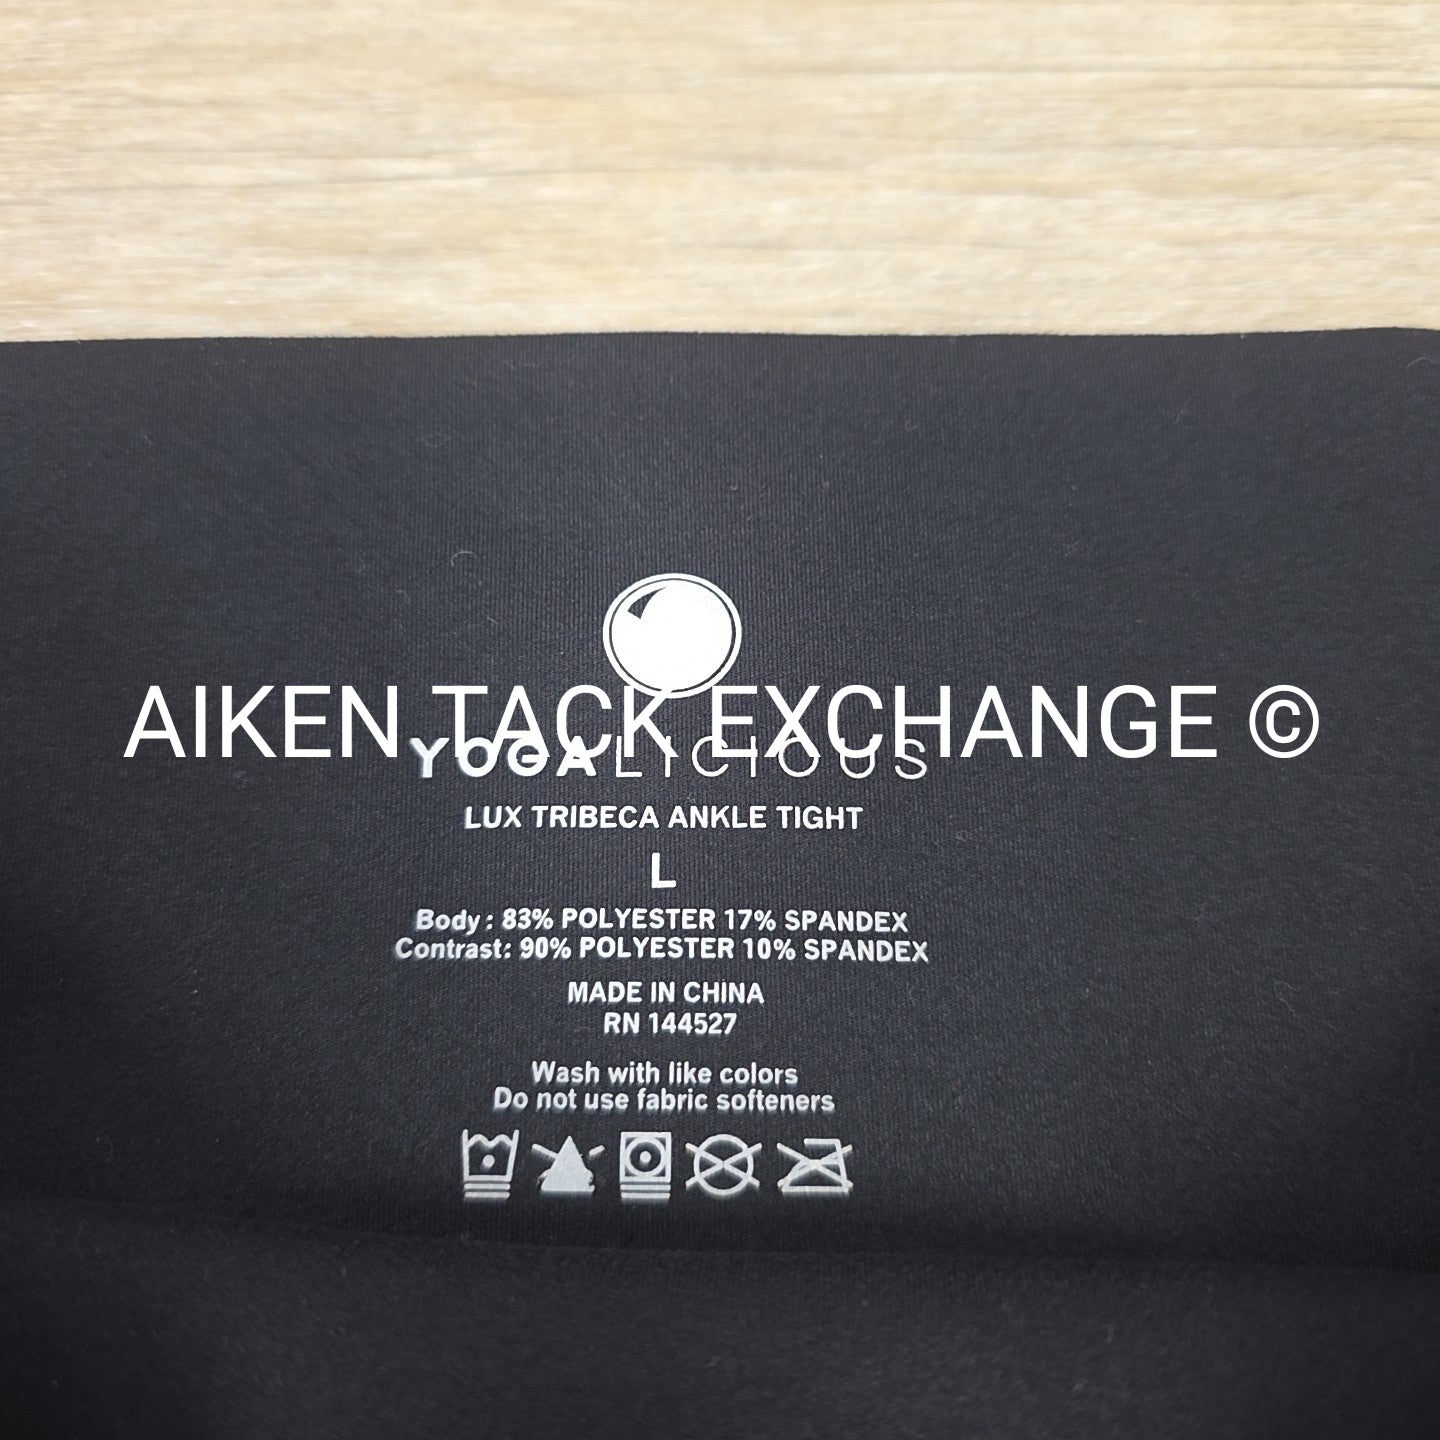 AIKEN TACK EXCHANGE ©
YOGALICIOUS
LUX TRIBECA ANKLE TIGHT
L
Body : 83% POLYESTER 17% SPANDEX
Contrast: 90% POLYESTER 10% SPANDEX
MADE IN CHINA
RN 144527
Wash with like colors
Do not use fabric softeners